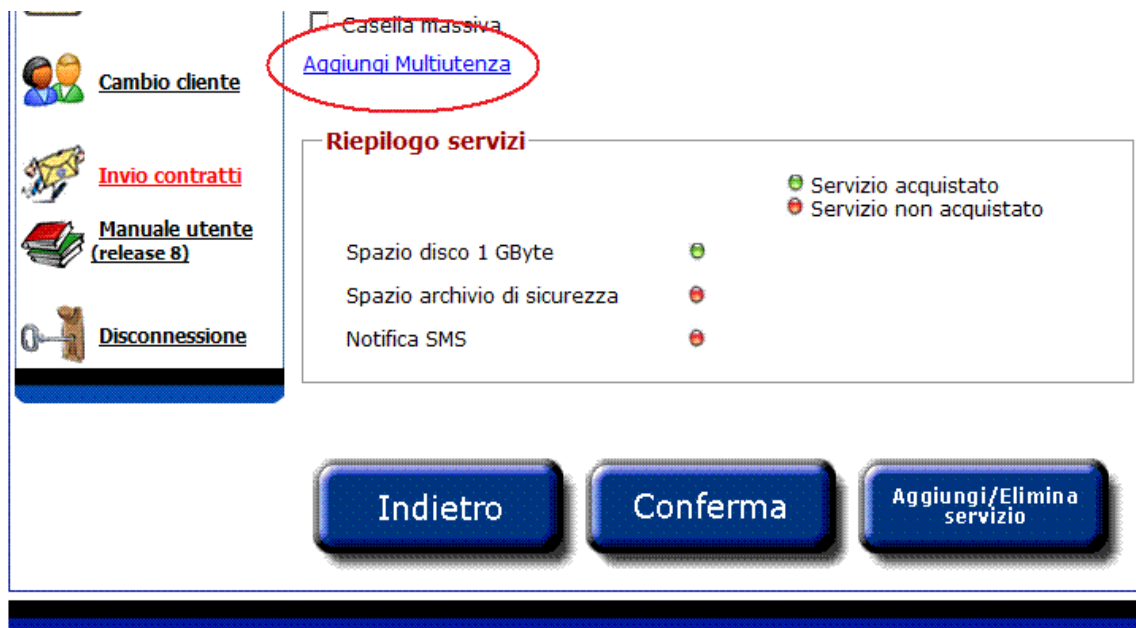 Casella massiva
Aggiungi Multiutenza
Cambio cliente
Invio contratti
Manuale utente
(release 8)
Disconnessione
Riepilogo servizi
Servizio acquistato
Servizio non acquistato
Spazio disco 1 GByte
Spazio archivio di sicurezza
Notifica SMS
Indietro
Conferma
Aggiungi/Elimina
servizio